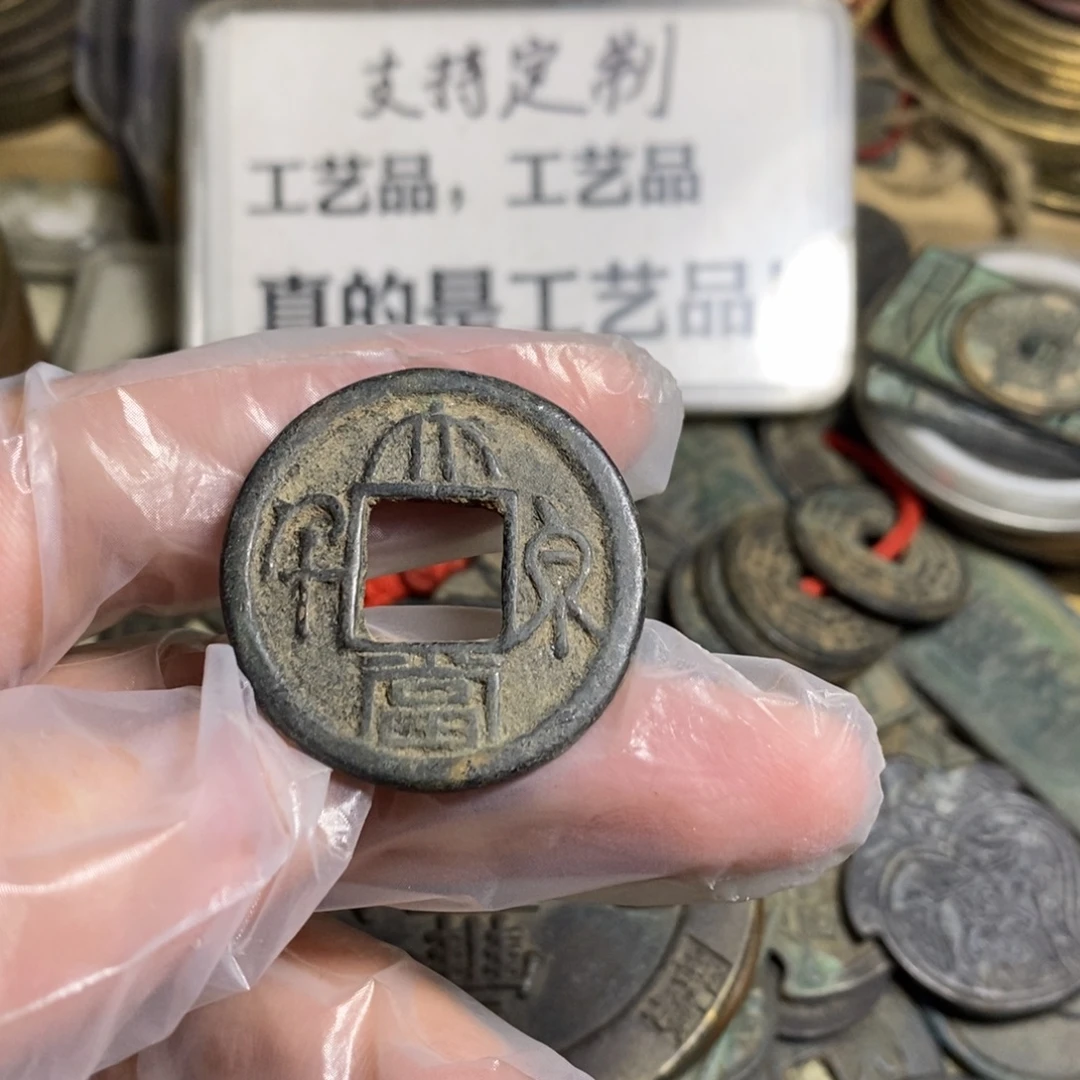 支持定制
工艺品，工艺品
真的是工艺品
大泉當千